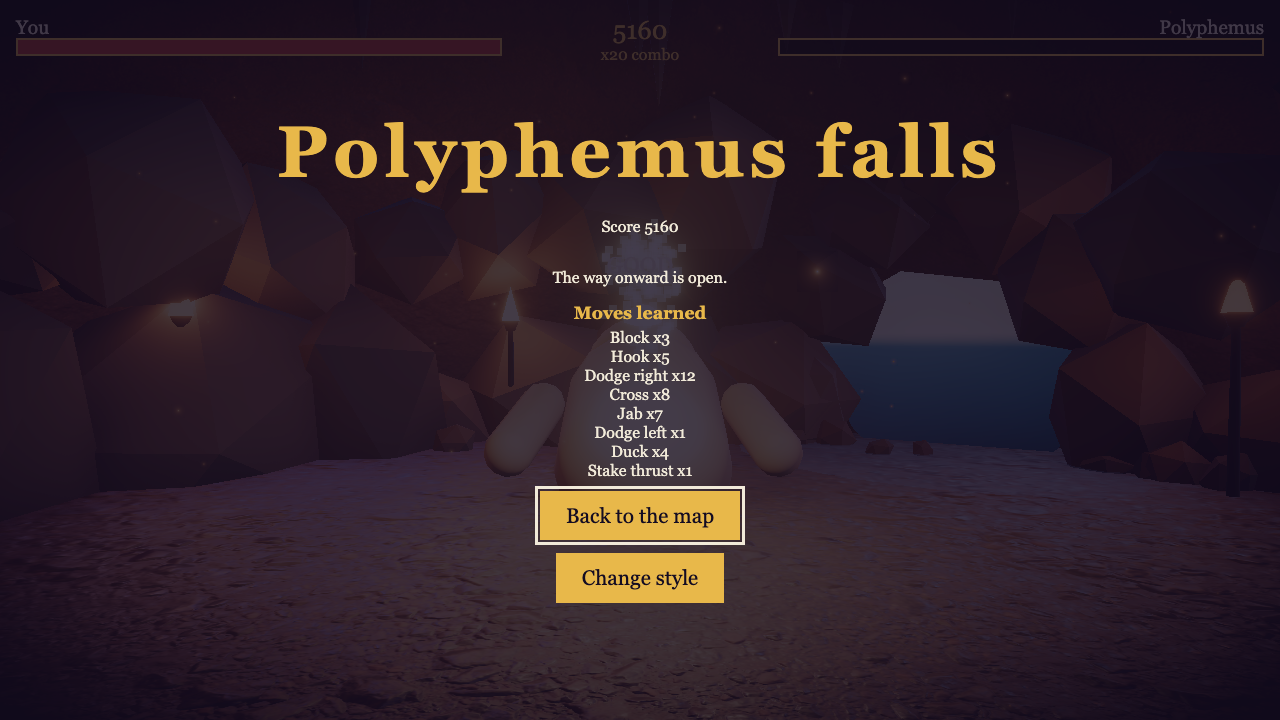 You
5160
Polyphemus
x20 combo
Polyphemus falls
Score 5160
The way onward is open.
Moves learned
Block x3
Hook x5
Dodge right x12
Cross x8
Jab x7
Dodge left x1
Duck x4
Stake thrust x1
Back to the map
Change style